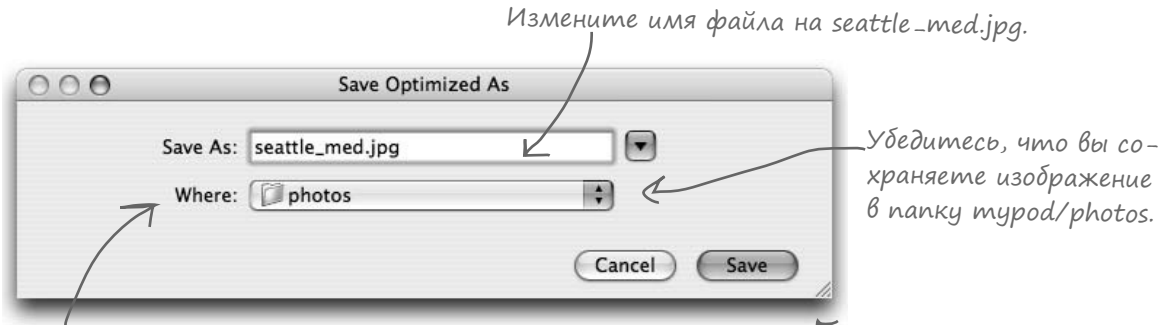 Измените имя файла на seattle_med.jpg.
Save Optimized As
Save As: seattle_med.jpg
Where: photos
Убедитесь, что вы со-
храняете изображение
в папку mypod/photos.
Cancel Save